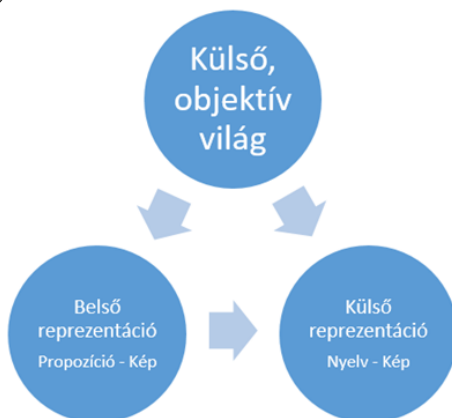 Külső,
objektív
világ
Belső
reprezentáció
Propozíció - Kép
Külső
reprezentáció
Nyelv - Kép